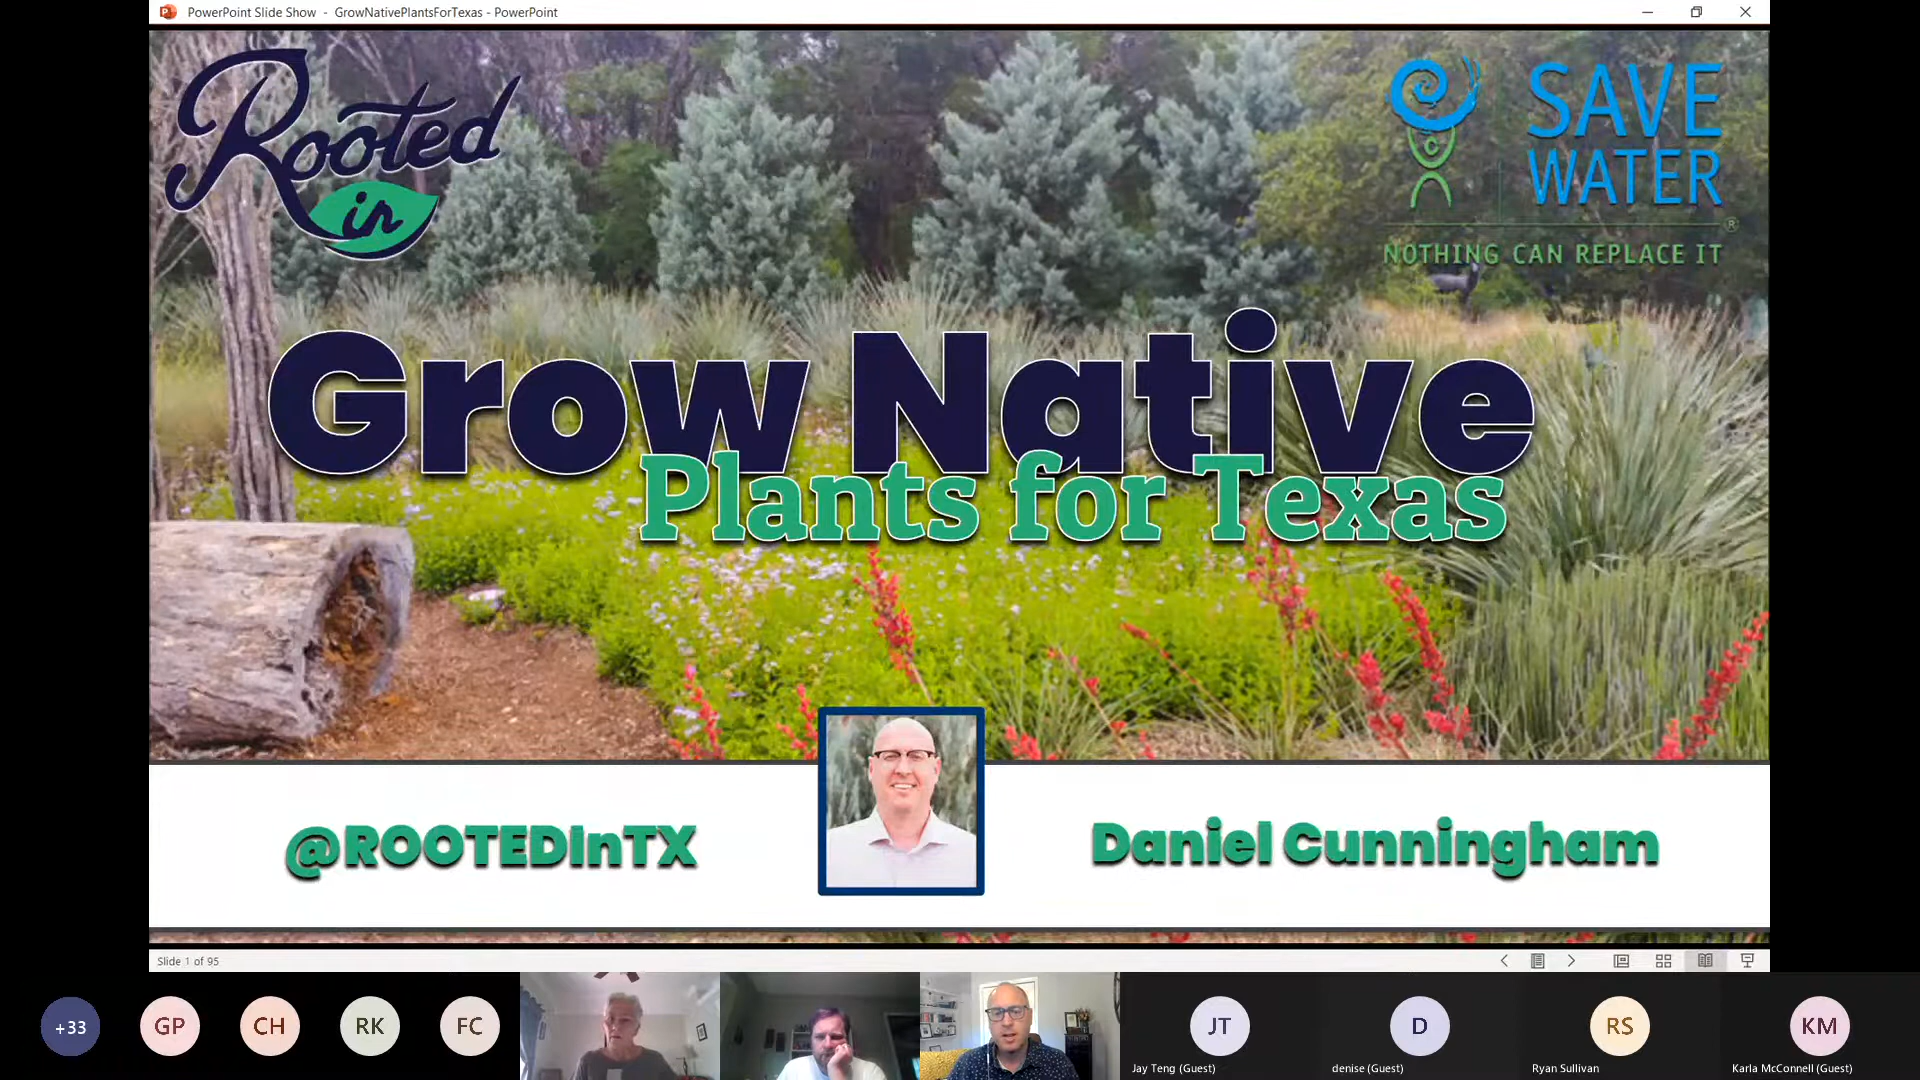 PowerPoint Slide Show - GrowNativePlantsForTexas - PowerPoint
Rooted
in
SAVE
WATER
®
NOTHING CAN REPLACE IT
Grow Native
Plants for Texas
@ROOTEDInTX
Daniel Cunningham
Slide 1 of 95
+33
GP
CH
RK
FC
JT
Jay Teng (Guest)
D
denise (Guest)
RS
Ryan Sullivan
KM
Karla McConnell (Guest)